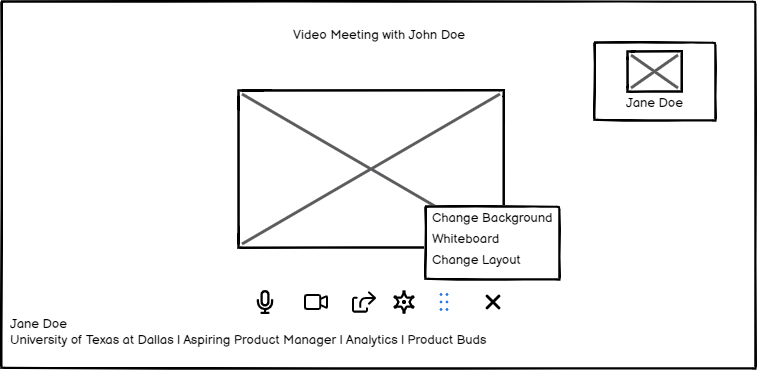 Video Meeting with John Doe
Jane Doe
Change Background
Whiteboard
Change Layout
Jane Doe
University of Texas at Dallas | Aspiring Product Manager | Analytics | Product Buds